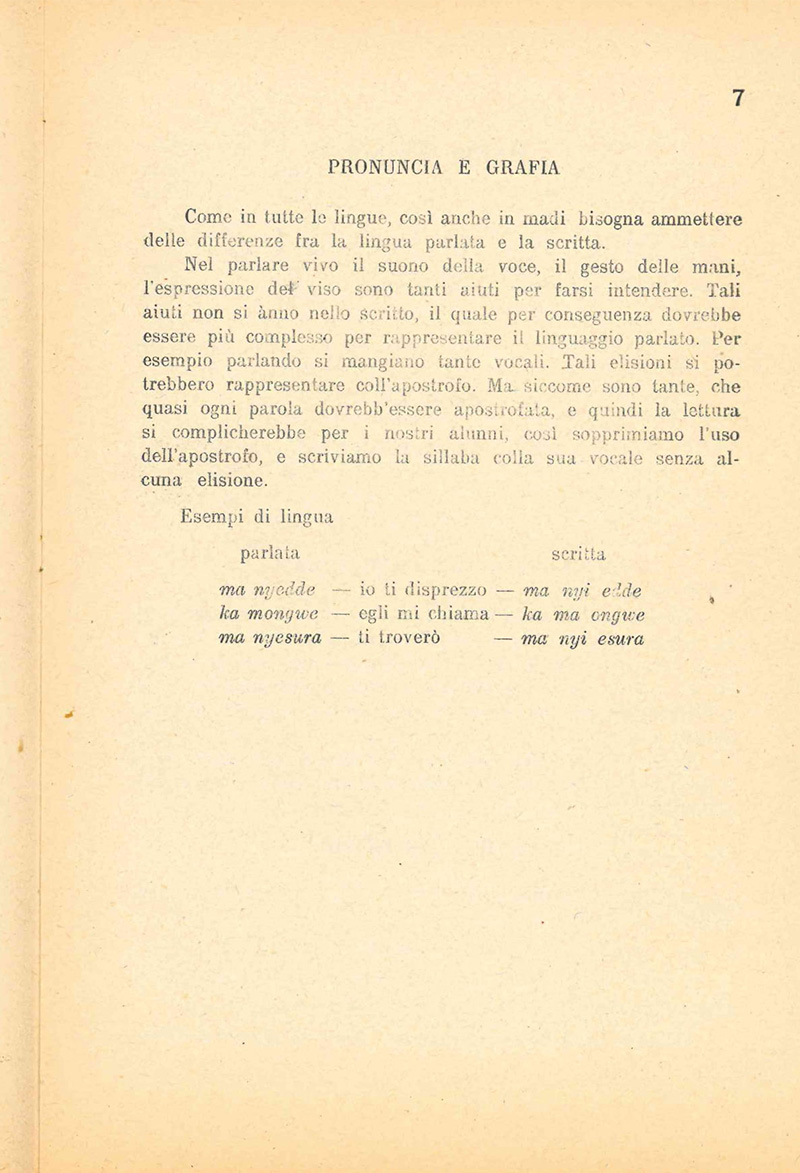 7
PRONUNCIA E GRAFIA
Come in tutte le lingue, così anche in madi bisogna ammettere
delle differenze fra la lingua parlata e la scritta.
Nel parlare vivo il suono della voce, il gesto delle mani,
l'espressione del viso sono tanti aiuti per farsi intendere. Tali
aiuti non si ànno nello scritto, il quale per conseguenza dovrebbe
essere più complesso per rappresentare il linguaggio parlato. Per
esempio parlando si mangiano tante vocali. Tali elisioni si po-
trebbero rappresentare coll'apostrofo. Ma siccome sono tante, che
quasi ogni parola dovrebb'essere apostrofata, e quindi la lettura
si complicherebbe per i nostri alunni, così sopprimiamo l'uso
dell'apostrofo, e scriviamo la sillaba colla sua vocale senza al-
cuna elisione.
Esempi di lingua
parlata scritta
ma nyedde — io ti disprezzo — ma nyi edde
ka mongwe — egli mi chiama — ka ma ongwe
ma nyesura — ti troverò — ma nyi esura